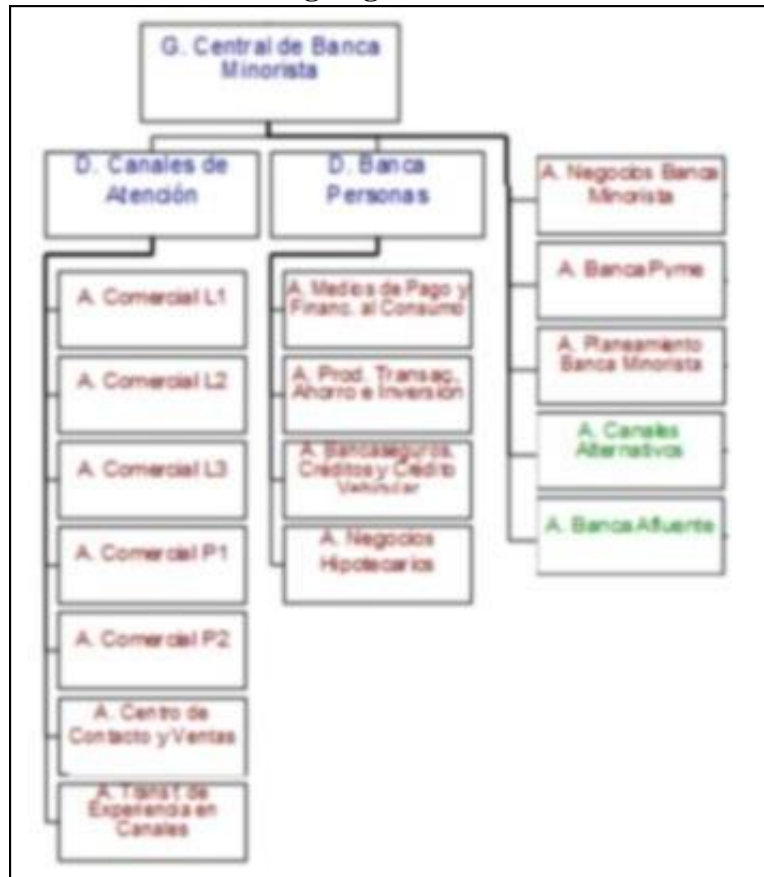 G. Central de Banca
Minorista
D. Canales de
Atención
D. Banca
Personas
A. Negocios Banca
Minorista
A. Comercial L1
A. Medios de Pago y
Financ. al Consumo
A. Banca Pyme
A. Comercial L2
A. Prod. Transac,
Ahorro e Inversión
A. Planeamiento
Banca Minorista
A. Comercial L3
A. Bancaseguros,
Créditos y Crédito
Vehicular
A. Canales
Alternativos
A. Comercial P1
A. Negocios
Hipotecarios
A. Banca Afluente
A. Comercial P2
A. Centro de
Contacto y Ventas
A. Transf. de
Experiencia en
Canales